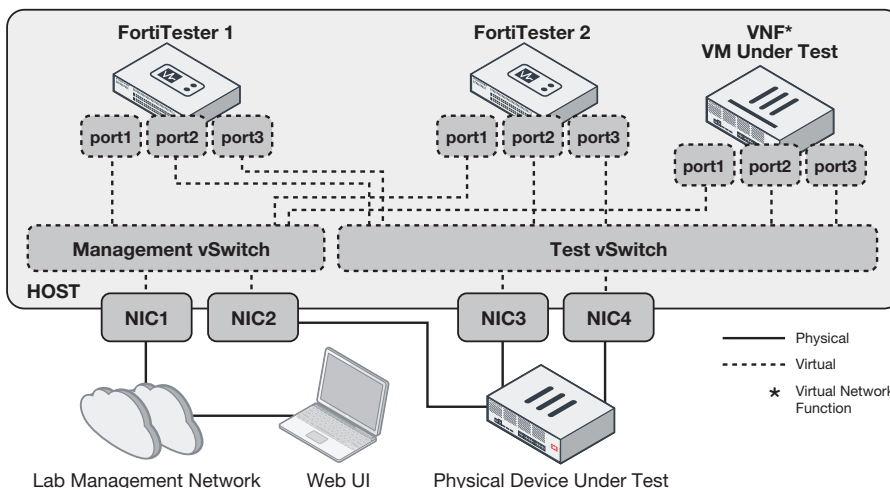 FortiTester 1
FortiTester 2
VNF*
VM Under Test
port1 port2 port3
port1 port2 port3
port1 port2 port3
Management vSwitch
Test vSwitch
HOST
NIC1
NIC2
NIC3
NIC4
Physical
Virtual
* Virtual Network
Function
Lab Management Network
Web UI
Physical Device Under Test